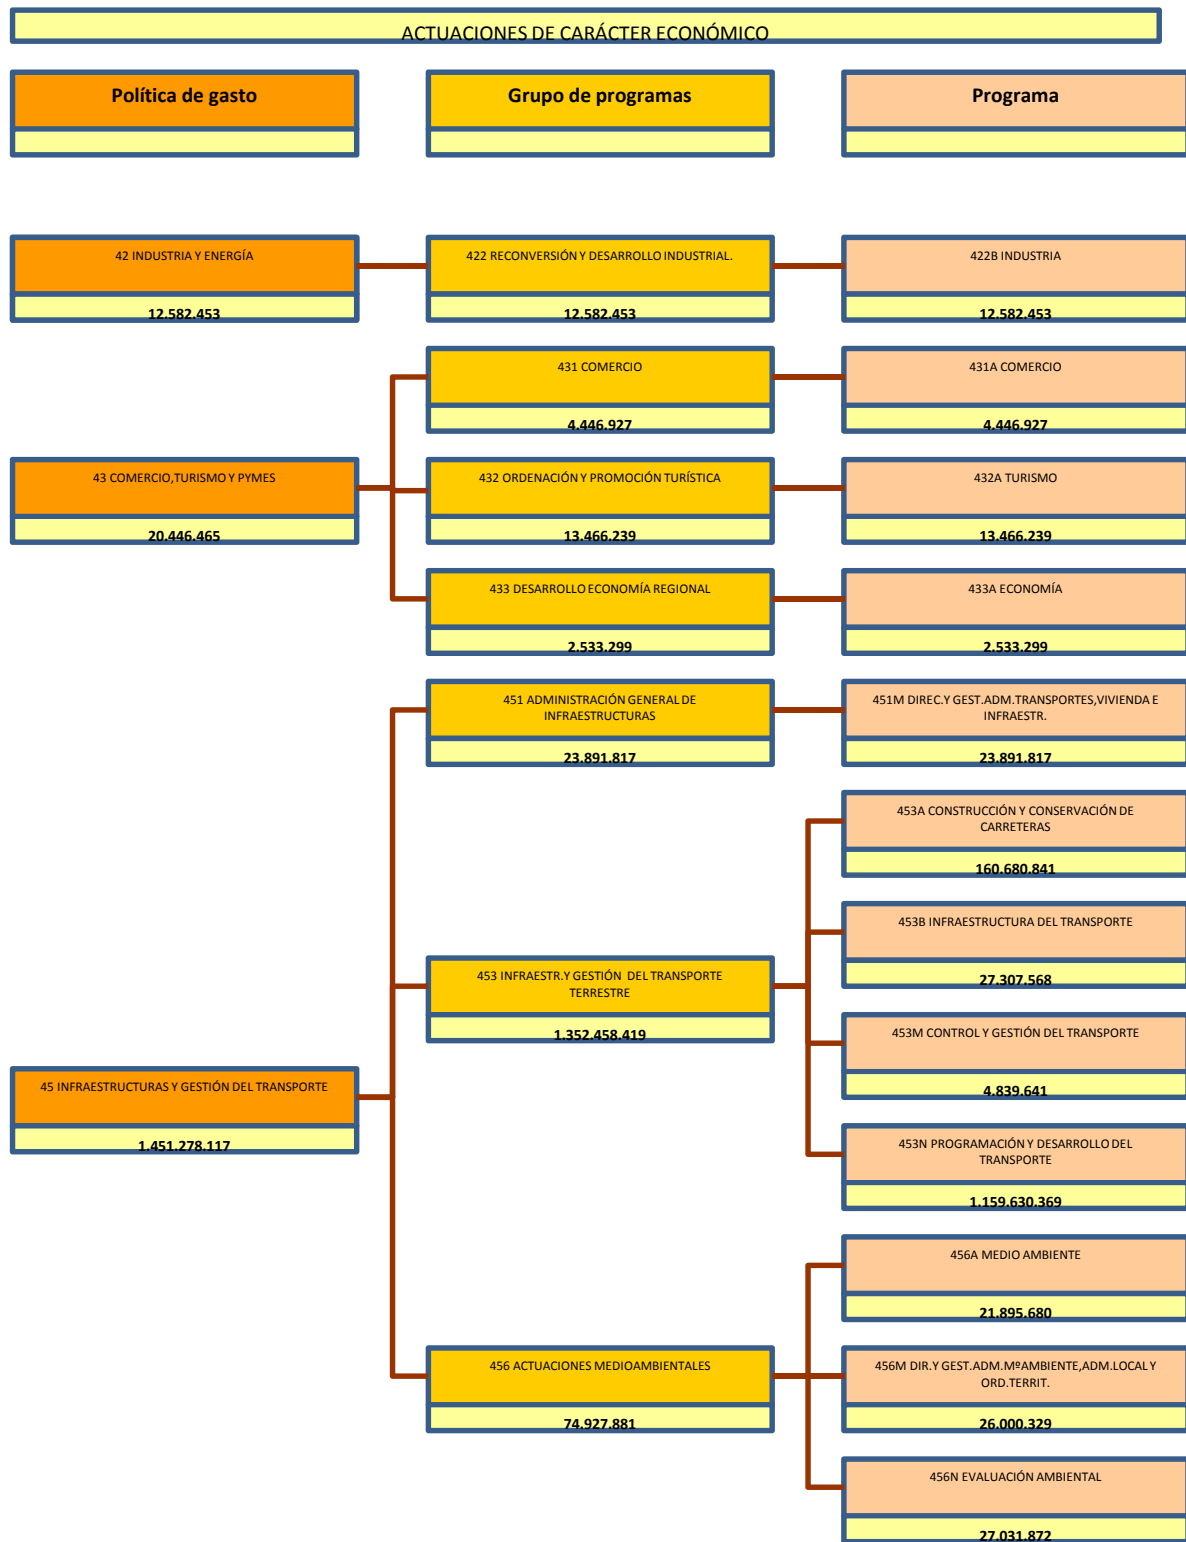 ACTUACIONES DE CARÁCTER ECONÓMICO
Política de gasto
Grupo de programas
Programa
42 INDUSTRIA Y ENERGÍA
422 RECONVERSIÓN Y DESARROLLO INDUSTRIAL.
422B INDUSTRIA
12.582.453
12.582.453
12.582.453
431 COMERCIO
431A COMERCIO
4.446.927
4.446.927
43 COMERCIO,TURISMO Y PYMES
432 ORDENACIÓN Y PROMOCIÓN TURÍSTICA
432A TURISMO
20.446.465
13.466.239
13.466.239
433 DESARROLLO ECONOMÍA REGIONAL
433A ECONOMÍA
2.533.299
2.533.299
451 ADMINISTRACIÓN GENERAL DE
INFRAESTRUCTURAS
451M DIREC.Y GEST.ADM.TRANSPORTES,VIVIENDA E
INFRAESTR.
23.891.817
23.891.817
453A CONSTRUCCIÓN Y CONSERVACIÓN DE
CARRETERAS
160.680.841
453B INFRAESTRUCTURA DEL TRANSPORTE
27.307.568
453 INFRAESTR.Y GESTIÓN DEL TRANSPORTE
TERRESTRE
1.352.458.419
453M CONTROL Y GESTIÓN DEL TRANSPORTE
4.839.641
45 INFRAESTRUCTURAS Y GESTIÓN DEL TRANSPORTE
1.451.278.117
453N PROGRAMACIÓN Y DESARROLLO DEL
TRANSPORTE
1.159.630.369
456A MEDIO AMBIENTE
21.895.680
456 ACTUACIONES MEDIOAMBIENTALES
74.927.881
456M DIR.Y GEST.ADM.MºAMBIENTE,ADM.LOCAL Y
ORD.TERRIT.
26.000.329
456N EVALUACIÓN AMBIENTAL
27.031.872